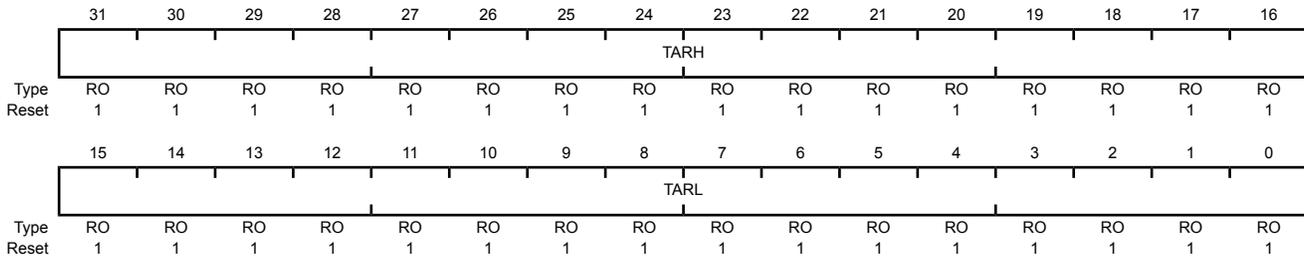 31 30 29 28 27 26 25 24 23 22 21 20 19 18 17 16
TARH
Type RO RO RO RO RO RO RO RO RO RO RO RO RO RO RO RO
Reset 1 1 1 1 1 1 1 1 1 1 1 1 1 1 1 1
15 14 13 12 11 10 9 8 7 6 5 4 3 2 1 0
TARL
Type RO RO RO RO RO RO RO RO RO RO RO RO RO RO RO RO
Reset 1 1 1 1 1 1 1 1 1 1 1 1 1 1 1 1